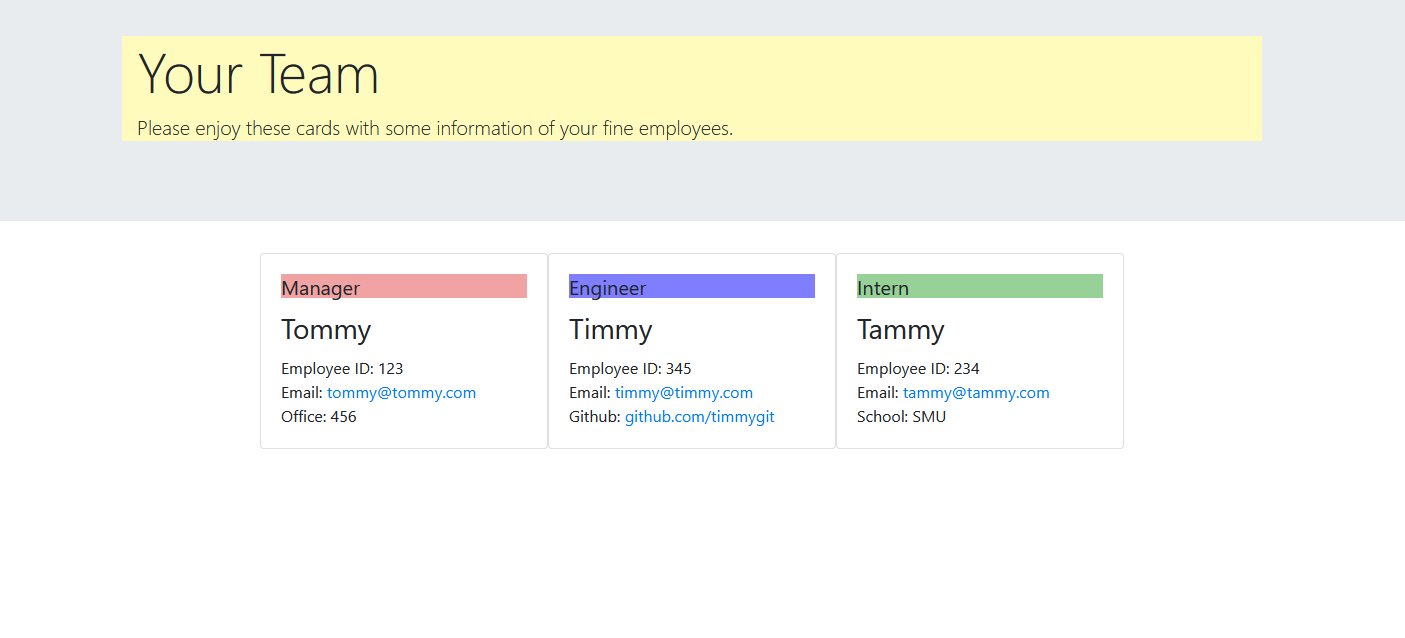 Your Team
Please enjoy these cards with some information of your fine employees.
Manager
Tommy
Employee ID: 123
Email: tommy@tommy.com
Office: 456
Engineer
Timmy
Employee ID: 345
Email: timmy@timmy.com
Github: github.com/timmygit
Intern
Tammy
Employee ID: 234
Email: tammy@tammy.com
School: SMU